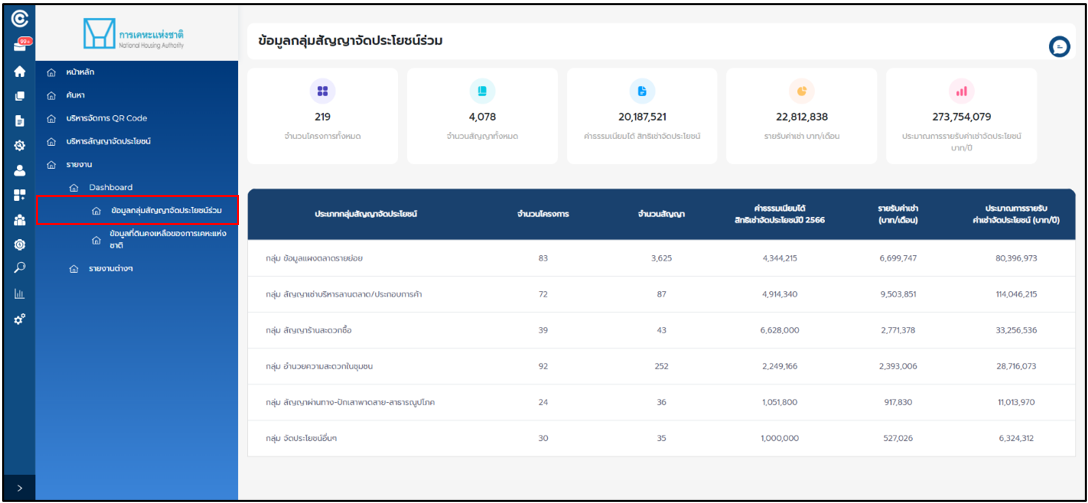 การเคหะแห่งชาติ
National Housing Authority
99+
หน้าหลัก
ค้นหา
บริหารจัดการ QR Code
บริหารสัญญาจัดประโยชน์
รายงาน
Dashboard
ข้อมูลกลุ่มสัญญาจัดประโยชน์ร่วม
ข้อมูลที่ดินคงเหลือของการเคหะแห่ง
ชาติ
รายงานต่างๆ
ข้อมูลกลุ่มสัญญาจัดประโยชน์ร่วม
219
จำนวนโครงการทั้งหมด
4,078
จำนวนสัญญาทั้งหมด
20,187,521
ค่าธรรมเนียมได้ สิทธิเช่าจัดประโยชน์
22,812,838
รายรับค่าเช่า บาท/เดือน
273,754,079
ประมาณการรายรับค่าเช่าจัดประโยชน์
บาท/ปี
ประเภทกลุ่มสัญญาจัดประโยชน์ จำนวนโครงการ จำนวนสัญญา ค่าธรรมเนียมได้ สิทธิเช่าจัดประโยชน์ปี 2566 รายรับค่าเช่า (บาท/เดือน) ประมาณการรายรับ ค่าเช่าจัดประโยชน์ (บาท/ปี)
กลุ่ม ข้อมูลแผงตลาดรายย่อย 83 3,625 4,344,215 6,699,747 80,396,973
กลุ่ม สัญญาเช่าบริหารลานตลาด/ประกอบการค้า 72 87 4,914,340 9,503,851 114,046,215
กลุ่ม สัญญาร้านสะดวกซื้อ 39 43 6,628,000 2,771,378 33,256,536
กลุ่ม อำนวยความสะดวกในชุมชน 92 252 2,249,166 2,393,006 28,716,073
กลุ่ม สัญญาผ่านทาง-ปักเสาพาดสาย-สาธารณูปโภค 24 36 1,051,800 917,830 11,013,970
กลุ่ม จัดประโยชน์อื่นๆ 30 35 1,000,000 527,026 6,324,312